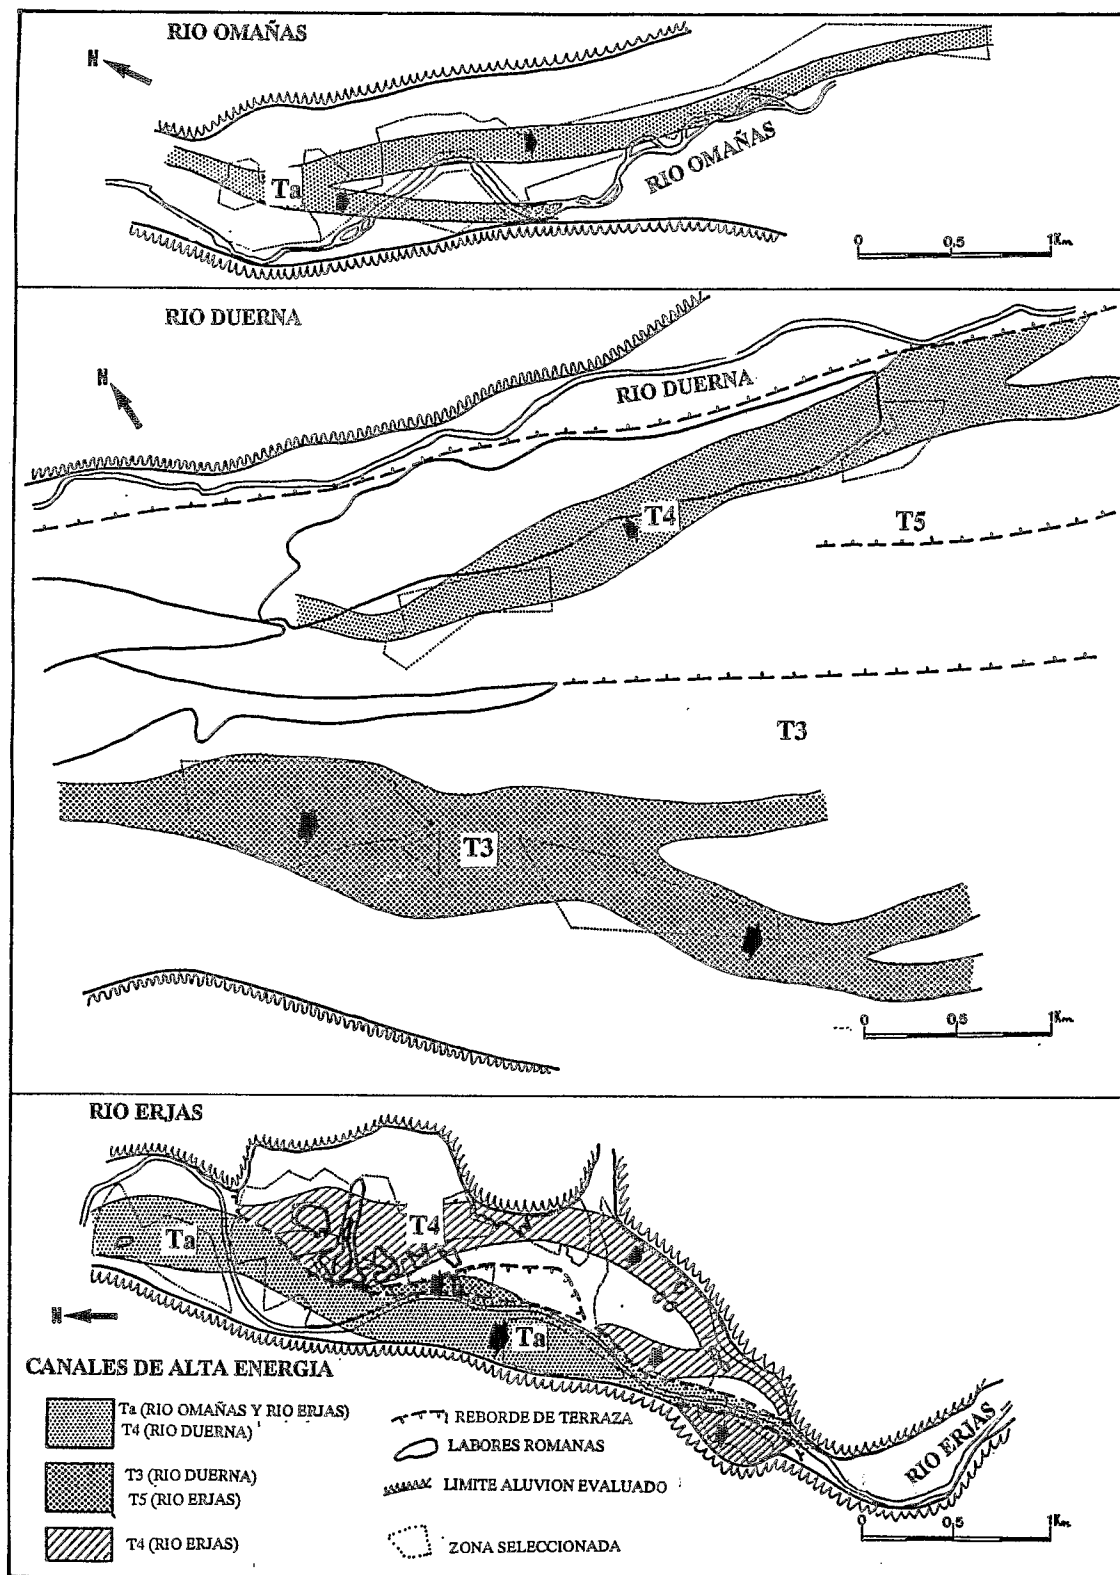 RIO OMAÑAS
N
Ta
RIO OMAÑAS
0 0,5 1Km.
RIO DUERNA
N
RIO DUERNA
T4
T5
T3
T3
0 0,5 1Km.
RIO ERJAS
Ta
T4
N
Ta
RIO ERJAS
CANALES DE ALTA ENERGIA
Ta (RIO OMAÑAS Y RIO ERJAS)
T4 (RIO DUERNA)
T3 (RIO DUERNA)
T5 (RIO ERJAS)
T4 (RIO ERJAS)
REBORDE DE TERRAZA
LABORES ROMANAS
LIMITE ALUVION EVALUADO
ZONA SELECCIONADA
0 0,5 1Km.